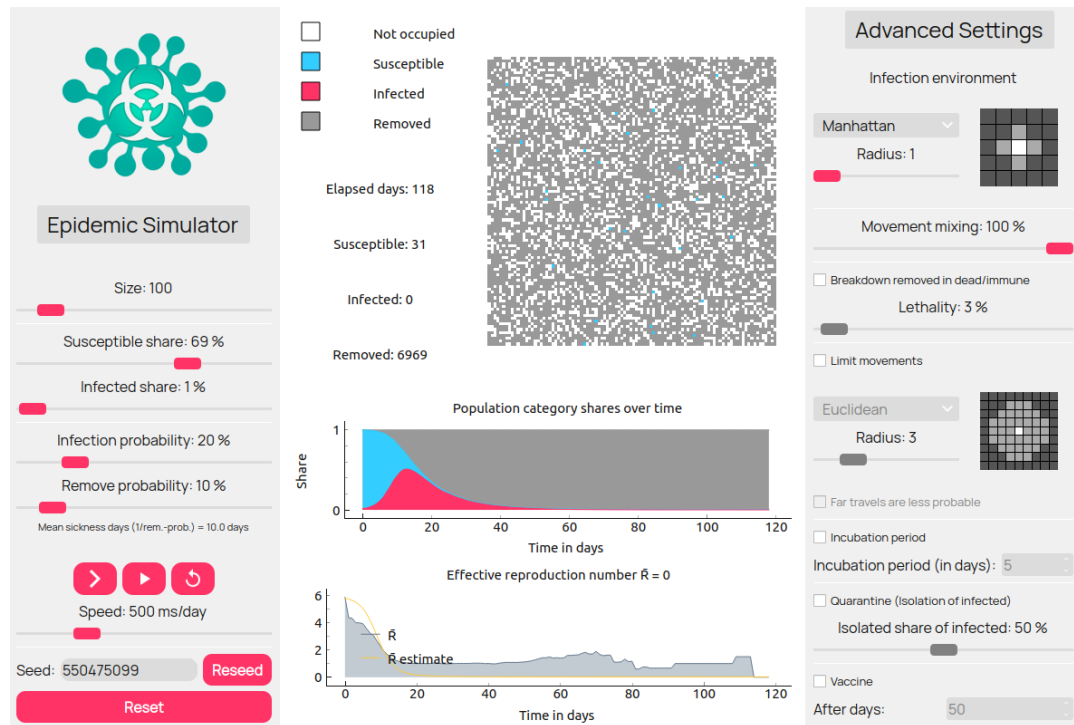 Epidemic Simulator
Size: 100
Susceptible share: 69 %
Infected share: 1 %
Infection probability: 20 %
Remove probability: 10 %
Mean sickness days (1/rem.-prob.) = 10.0 days
Speed: 500 ms/day
Seed: 550475099 Reseed
Reset
Not occupied
Susceptible
Infected
Removed
Elapsed days: 118
Susceptible: 31
Infected: 0
Removed: 6969
Population category shares over time
Share
1
0
0 20 40 60 80 100 120
Time in days
Effective reproduction number R̃ = 0
6
4
2
0
R̃
R̃ estimate
0 20 40 60 80 100 120
Time in days
Advanced Settings
Infection environment
Manhattan
Radius: 1
Movement mixing: 100 %
Breakdown removed in dead/immune
Lethality: 3 %
Limit movements
Euclidean
Radius: 3
Far travels are less probable
Incubation period
Incubation period (in days): 5
Quarantine (Isolation of infected)
Isolated share of infected: 50 %
Vaccine
After days: 50